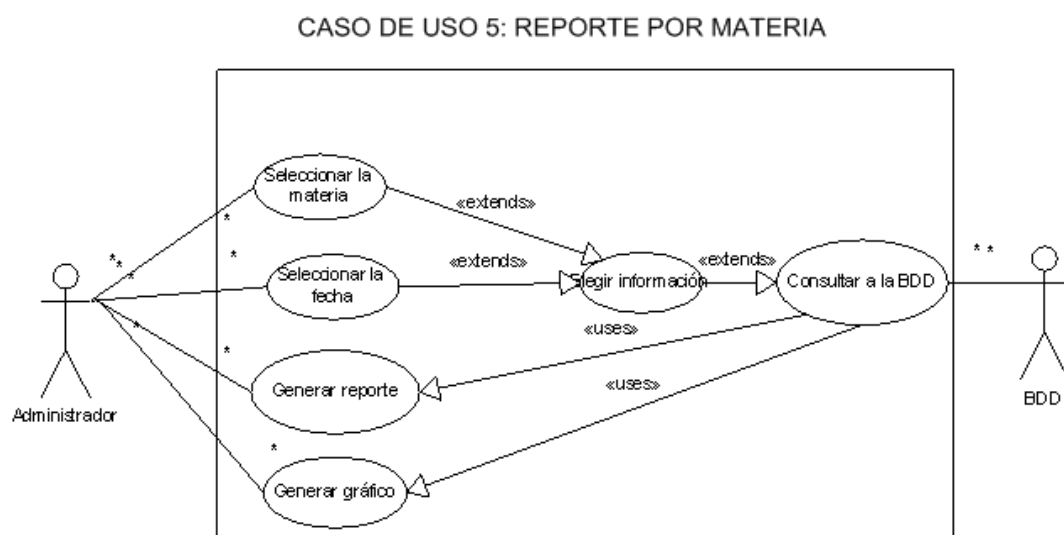 CASO DE USO 5: REPORTE POR MATERIA
Seleccionar la
materia
«extends»
*
* *
*
*
Seleccionar la
fecha
«extends»
Elegir información
«extends»
Consultar a la BDD
* *
*
«uses»
*
Generar reporte
«uses»
Administrador
BDD
*
Generar gráfico